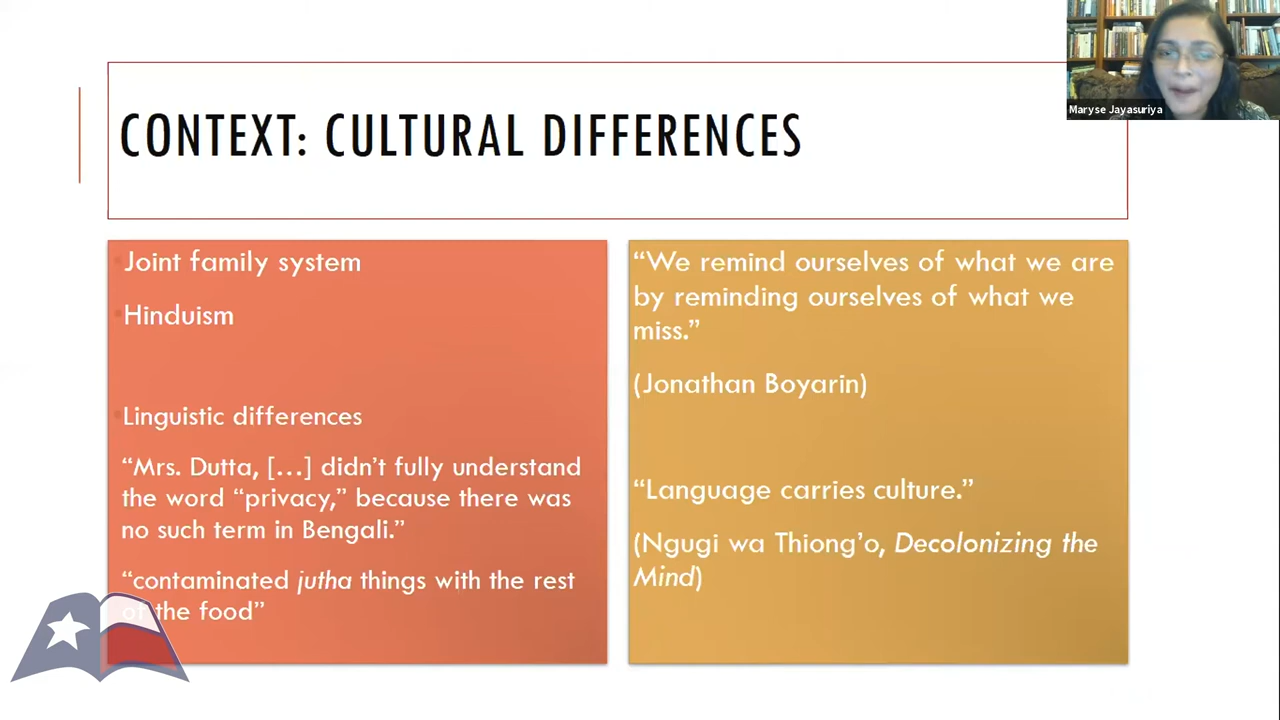 CONTEXT: CULTURAL DIFFERENCES
Maryse Jayasuriya
Joint family system
Hinduism
Linguistic differences
“Mrs. Dutta, […] didn’t fully understand
the word “privacy,” because there was
no such term in Bengali.”
“contaminated jutha things with the rest
of the food”
“We remind ourselves of what we are
by reminding ourselves of what we
miss.”
(Jonathan Boyarin)
“Language carries culture.”
(Ngugi wa Thiong’o, Decolonizing the
Mind)